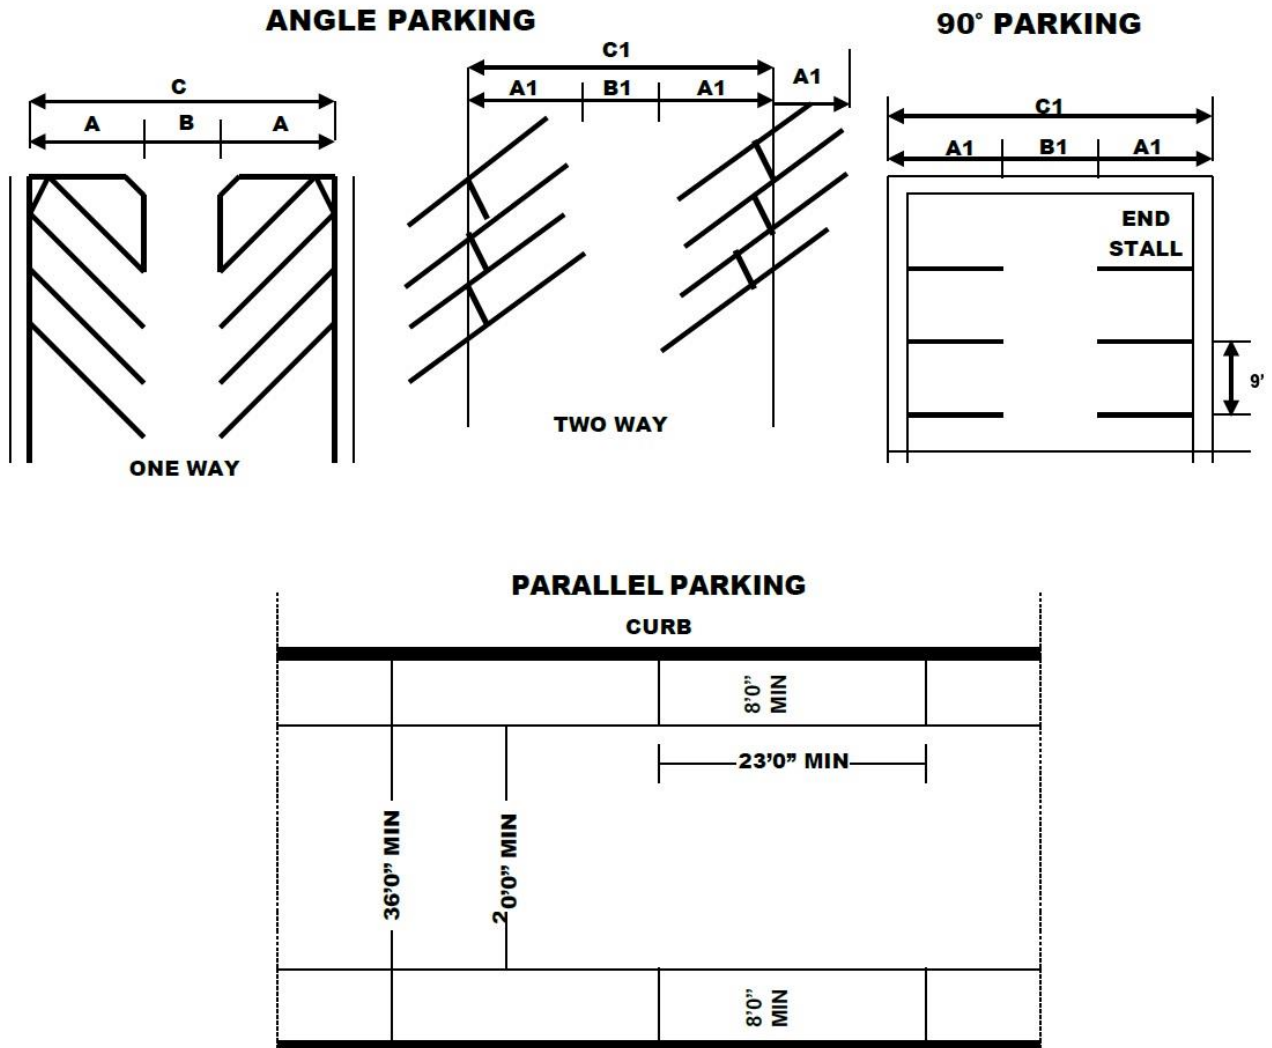 ANGLE PARKING
90° PARKING
C
A B A
ONE WAY
C1
A1 B1 A1
A1
TWO WAY
C1
A1 B1 A1
END
STALL
9'
PARALLEL PARKING
CURB
8'0" MIN
23'0" MIN
36'0" MIN
20'0" MIN
8'0" MIN